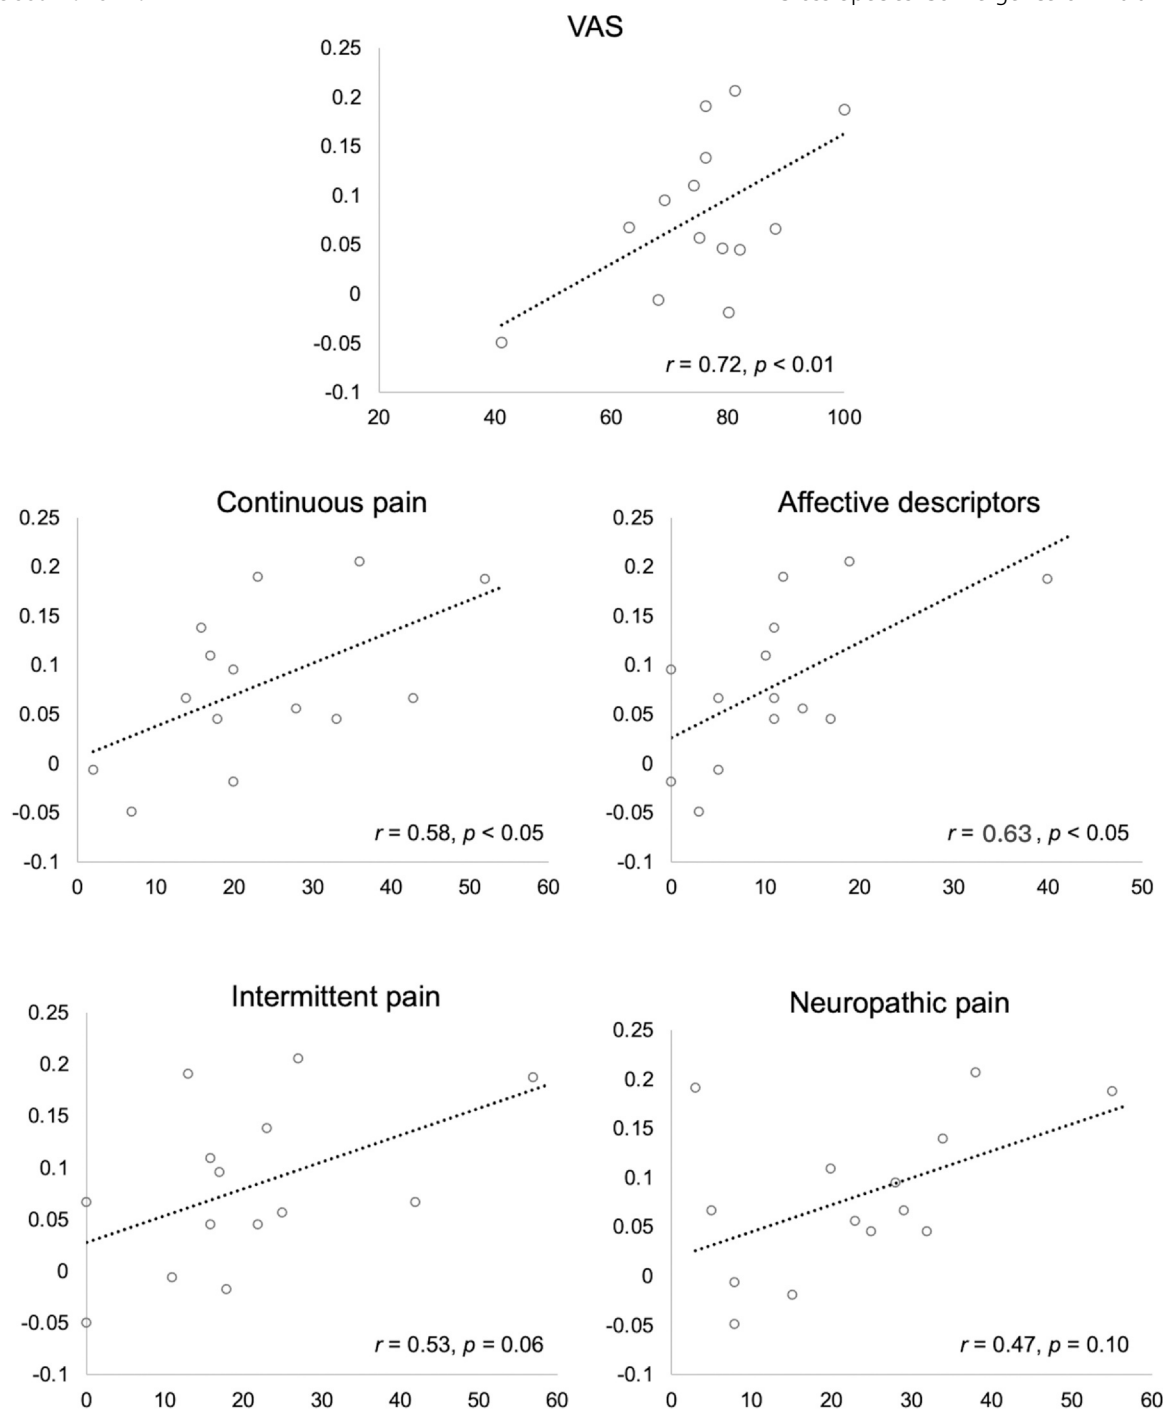 VAS
0.25
0.2
0.15
0.1
0.05
0
-0.05
-0.1
20 40 60 80 100
r = 0.72, p < 0.01
Continuous pain
0.25
0.2
0.15
0.1
0.05
0
-0.05
-0.1
0 10 20 30 40 50 60
r = 0.58, p < 0.05
Affective descriptors
0.25
0.2
0.15
0.1
0.05
0
-0.05
-0.1
0 10 20 30 40 50
r = 0.63, p < 0.05
Intermittent pain
0.25
0.2
0.15
0.1
0.05
0
-0.05
-0.1
0 10 20 30 40 50 60
r = 0.53, p = 0.06
Neuropathic pain
0.25
0.2
0.15
0.1
0.05
0
-0.05
-0.1
0 10 20 30 40 50 60
r = 0.47, p = 0.10